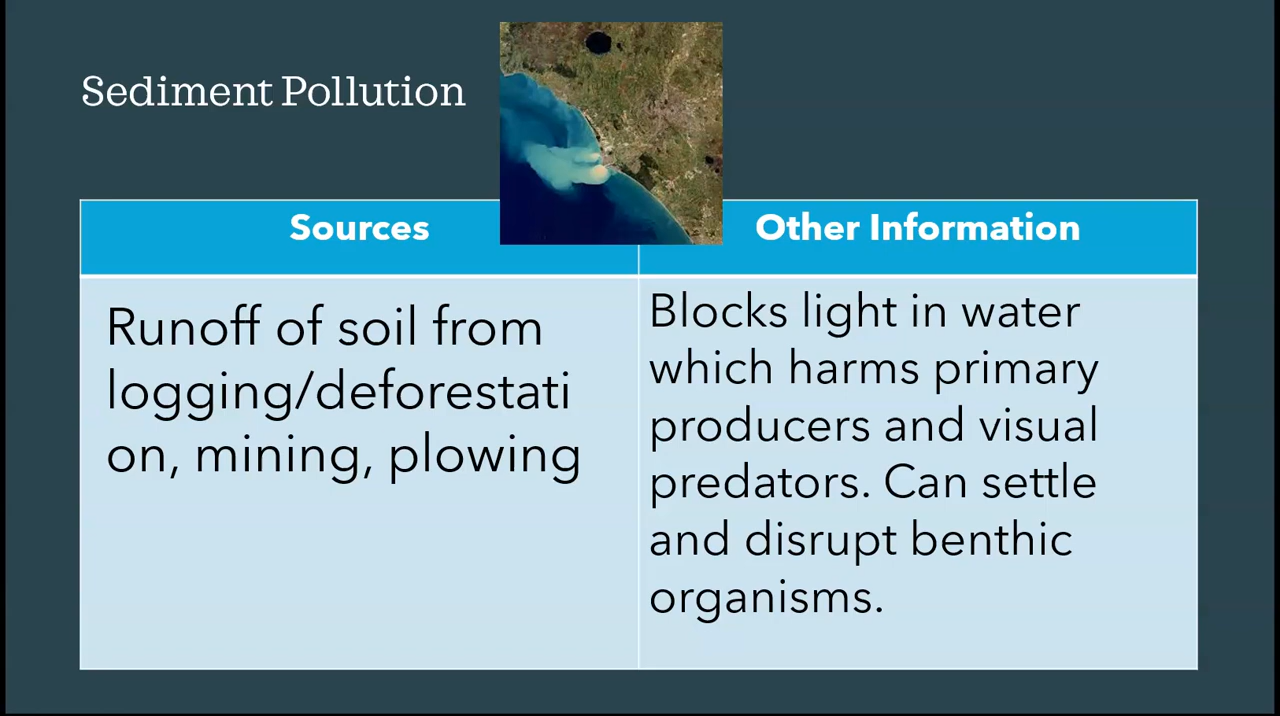 Sediment Pollution
Sources
Other Information
Runoff of soil from
logging/deforestati
on, mining, plowing
Blocks light in water
which harms primary
producers and visual
predators. Can settle
and disrupt benthic
organisms.